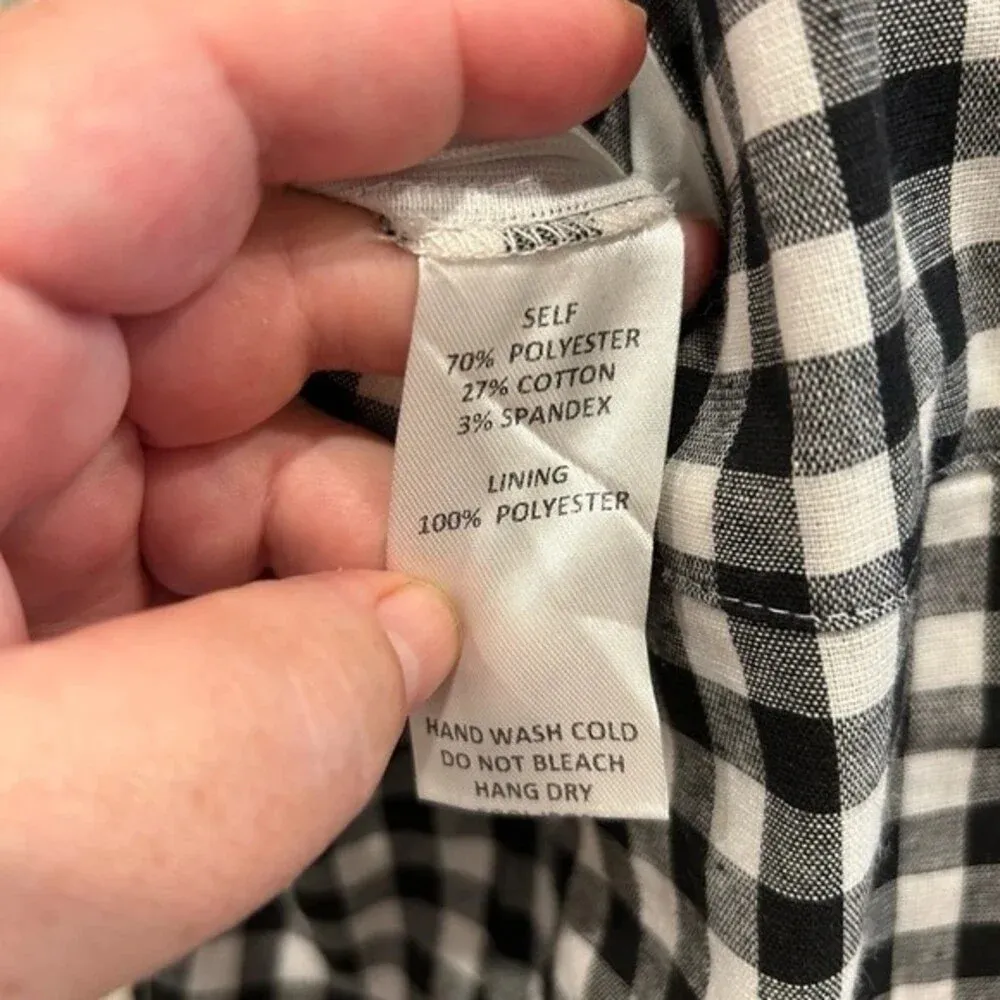 SELF
70% POLYESTER
27% COTTON
3% SPANDEX
LINING
100% POLYESTER
HAND WASH COLD
DO NOT BLEACH
HANG DRY